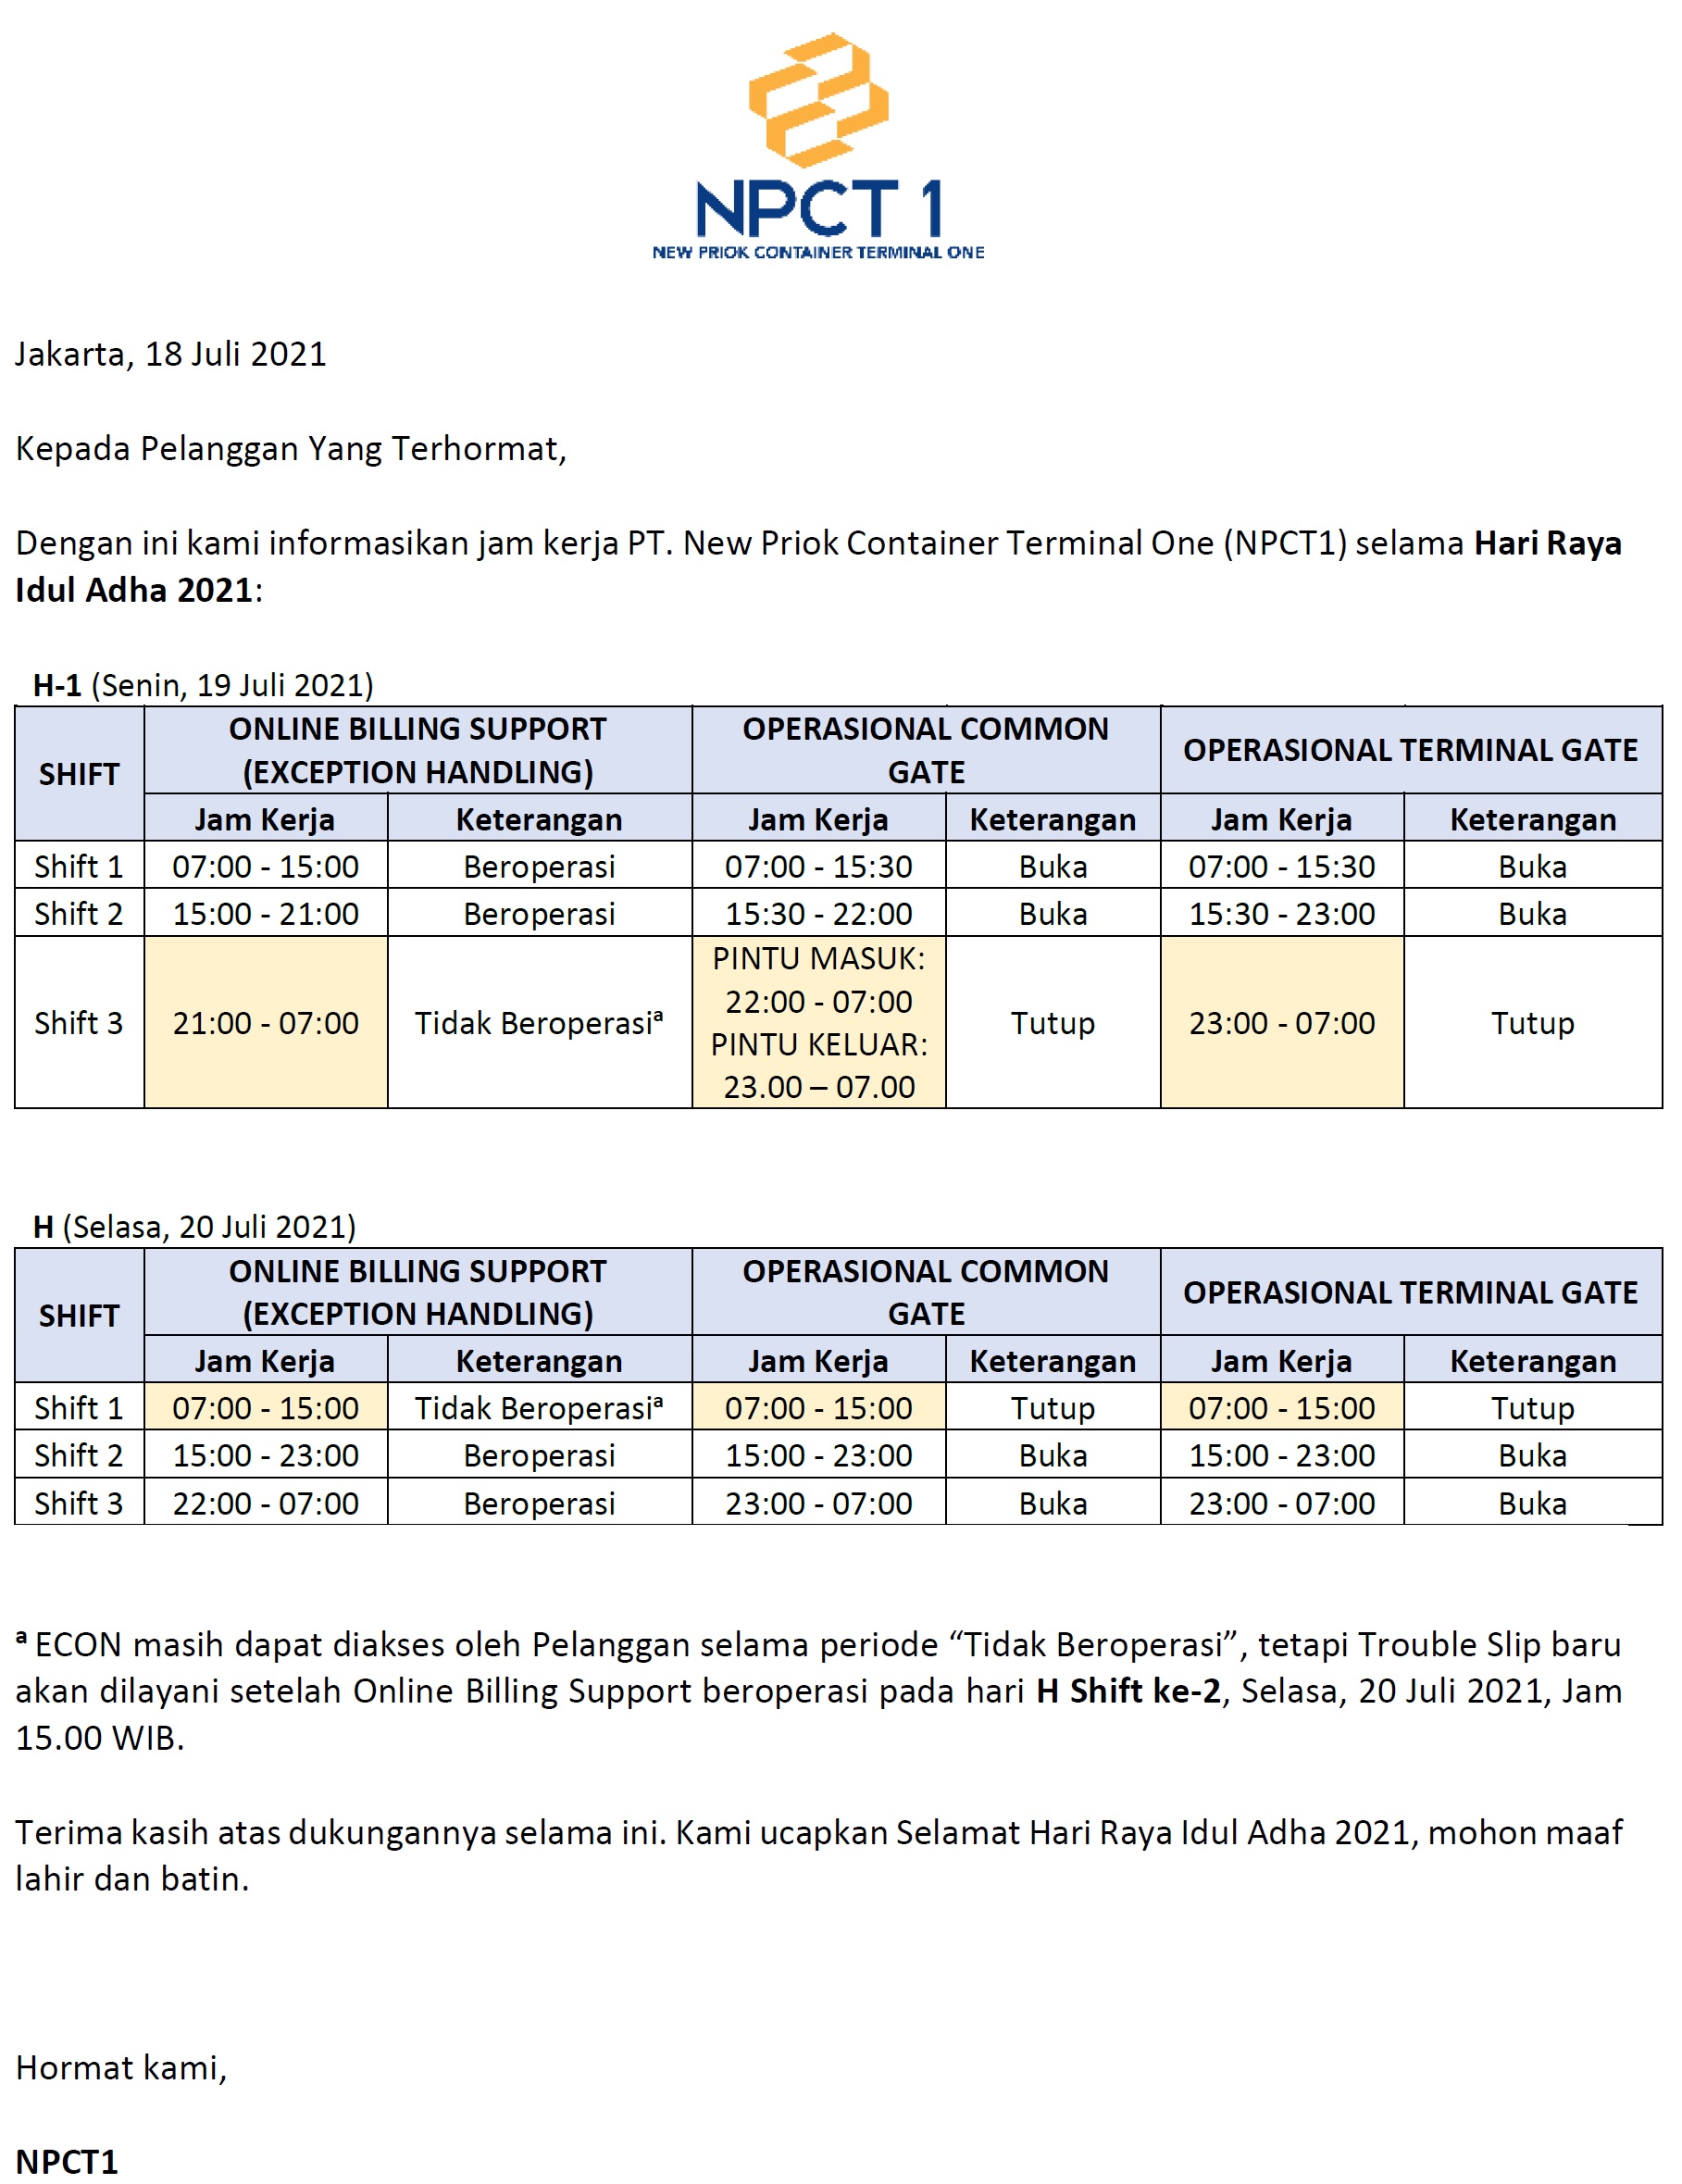 NPCT 1
NEW PRIOK CONTAINER TERMINAL ONE
Jakarta, 18 Juli 2021
Kepada Pelanggan Yang Terhormat,
Dengan ini kami informasikan jam kerja PT. New Priok Container Terminal One (NPCT1) selama Hari Raya
Idul Adha 2021:
H-1 (Senin, 19 Juli 2021)
SHIFT ONLINE BILLING SUPPORT (EXCEPTION HANDLING) OPERASIONAL COMMON GATE OPERASIONAL TERMINAL GATE
Jam Kerja Keterangan Jam Kerja Keterangan Jam Kerja Keterangan
Shift 1 07:00 - 15:00 Beroperasi 07:00 - 15:30 Buka 07:00 - 15:30 Buka
Shift 2 15:00 - 21:00 Beroperasi 15:30 - 22:00 Buka 15:30 - 23:00 Buka
Shift 3 21:00 - 07:00 Tidak Beroperasiª PINTU MASUK: 22:00 - 07:00 PINTU KELUAR: 23.00 – 07.00 Tutup 23:00 - 07:00 Tutup
H (Selasa, 20 Juli 2021)
SHIFT ONLINE BILLING SUPPORT (EXCEPTION HANDLING) OPERASIONAL COMMON GATE OPERASIONAL TERMINAL GATE
Jam Kerja Keterangan Jam Kerja Keterangan Jam Kerja Keterangan
Shift 1 07:00 - 15:00 Tidak Beroperasiª 07:00 - 15:00 Tutup 07:00 - 15:00 Tutup
Shift 2 15:00 - 23:00 Beroperasi 15:00 - 23:00 Buka 15:00 - 23:00 Buka
Shift 3 22:00 - 07:00 Beroperasi 23:00 - 07:00 Buka 23:00 - 07:00 Buka
ª ECON masih dapat diakses oleh Pelanggan selama periode “Tidak Beroperasi”, tetapi Trouble Slip baru
akan dilayani setelah Online Billing Support beroperasi pada hari H Shift ke-2, Selasa, 20 Juli 2021, Jam
15.00 WIB.
Terima kasih atas dukungannya selama ini. Kami ucapkan Selamat Hari Raya Idul Adha 2021, mohon maaf
lahir dan batin.
Hormat kami,
NPCT1